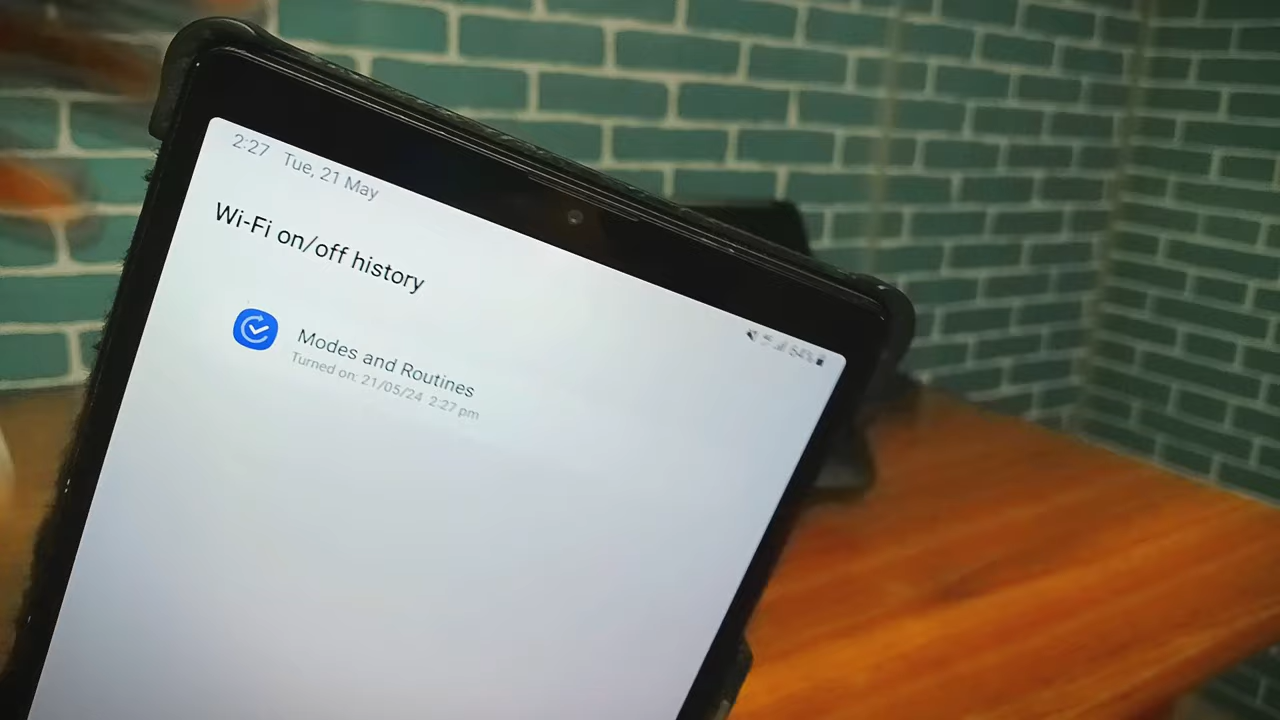 2:27 Tue, 21 May
64%
Wi-Fi on/off history
Modes and Routines
Turned on: 21/05/24 2:27 pm